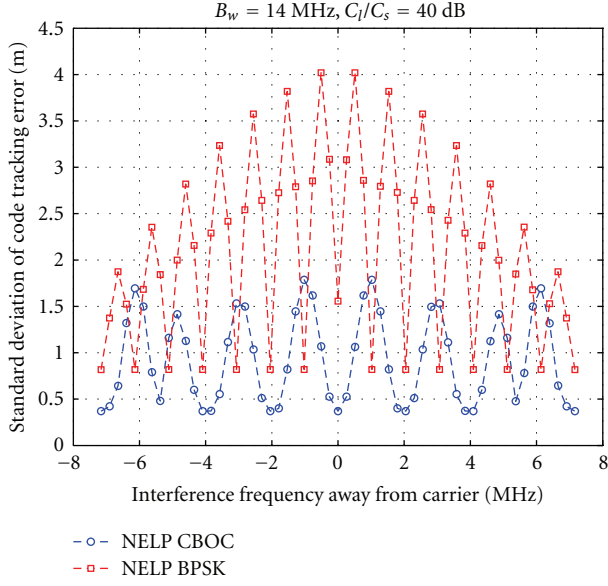 B_w = 14 MHz, C_l/C_s = 40 dB
Standard deviation of code tracking error (m)
4.5
4
3.5
3
2.5
2
1.5
1
0.5
0
−8 −6 −4 −2 0 2 4 6 8
Interference frequency away from carrier (MHz)
NELP CBOC
NELP BPSK